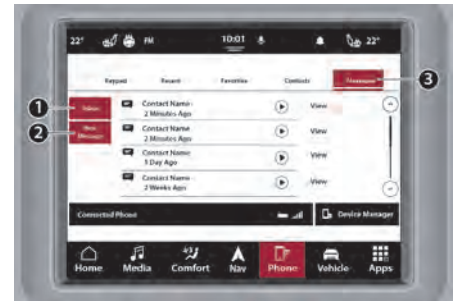 22° FM 10:01 22°
Keypad Recent Favorites Contacts Messages
1 Inbox
2 New Message
3
Contact Name
2 Minutes Ago
View
Contact Name
2 Minutes Ago
View
Contact Name
1 Day Ago
View
Contact Name
2 Weeks Ago
View
Connected Phone Device Manager
Home Media Comfort Nav Phone Vehicle Apps